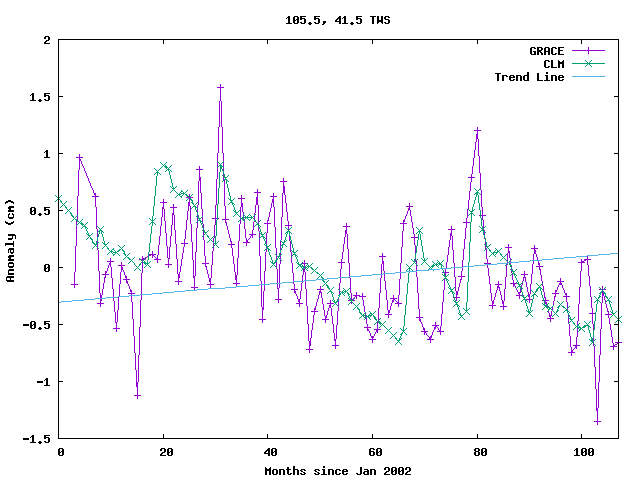 105.5, 41.5 TWS
GRACE
CLM
Trend Line
Anomaly (cm)
2
1.5
1
0.5
0
-0.5
-1
-1.5
0 20 40 60 80 100
Months since Jan 2002